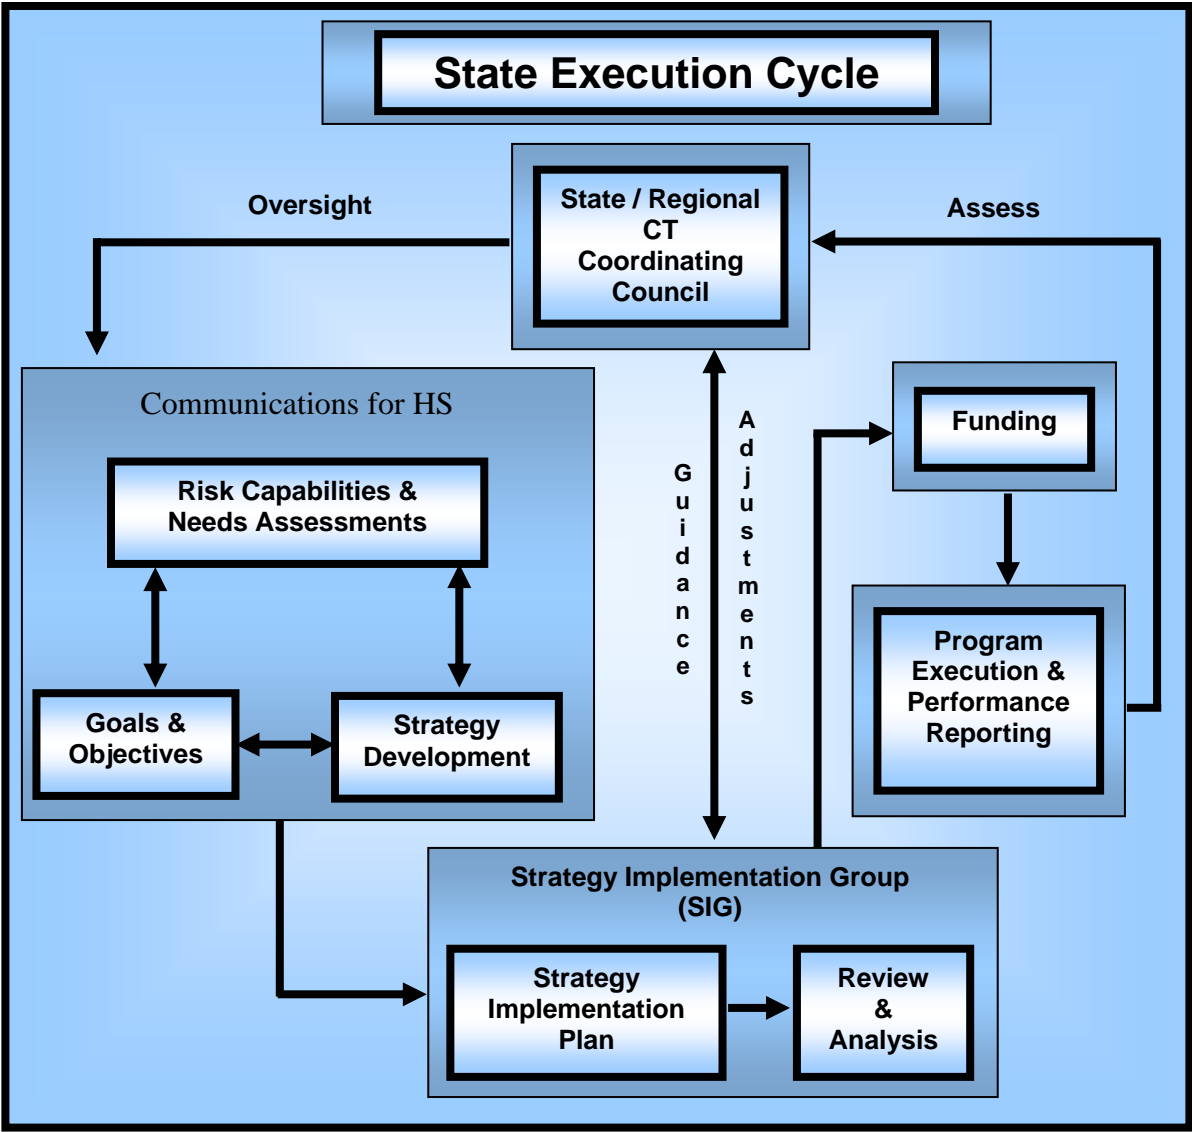 State Execution Cycle
Oversight
State / Regional
CT
Coordinating
Council
Assess
Communications for HS
Risk Capabilities &
Needs Assessments
Goals &
Objectives
Strategy
Development
Guidance
Adjustments
Funding
Program
Execution &
Performance
Reporting
Strategy Implementation Group
(SIG)
Strategy
Implementation
Plan
Review
&
Analysis